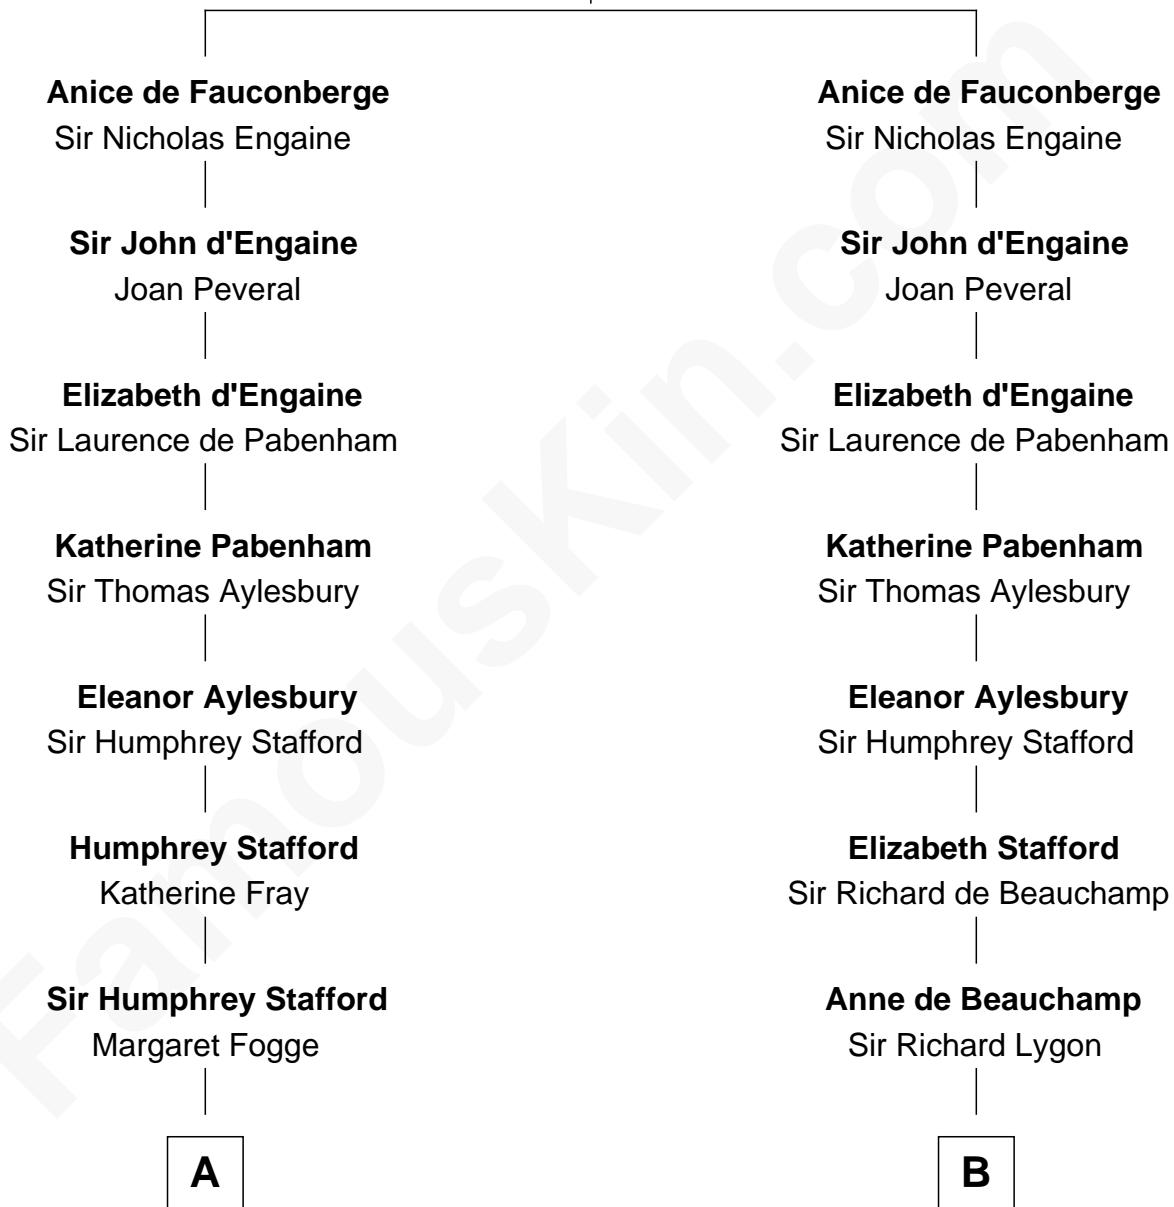 Anice de Fauconberge
Sir Nicholas Engaine
Sir John d'Engaine
Joan Peveral
Elizabeth d'Engaine
Sir Laurence de Pabenham
Katherine Pabenham
Sir Thomas Aylesbury
Eleanor Aylesbury
Sir Humphrey Stafford
Humphrey Stafford
Katherine Fray
Sir Humphrey Stafford
Margaret Fogge
A
Anice de Fauconberge
Sir Nicholas Engaine
Sir John d'Engaine
Joan Peveral
Elizabeth d'Engaine
Sir Laurence de Pabenham
Katherine Pabenham
Sir Thomas Aylesbury
Eleanor Aylesbury
Sir Humphrey Stafford
Elizabeth Stafford
Sir Richard de Beauchamp
Anne de Beauchamp
Sir Richard Lygon
B
FamousKin.com